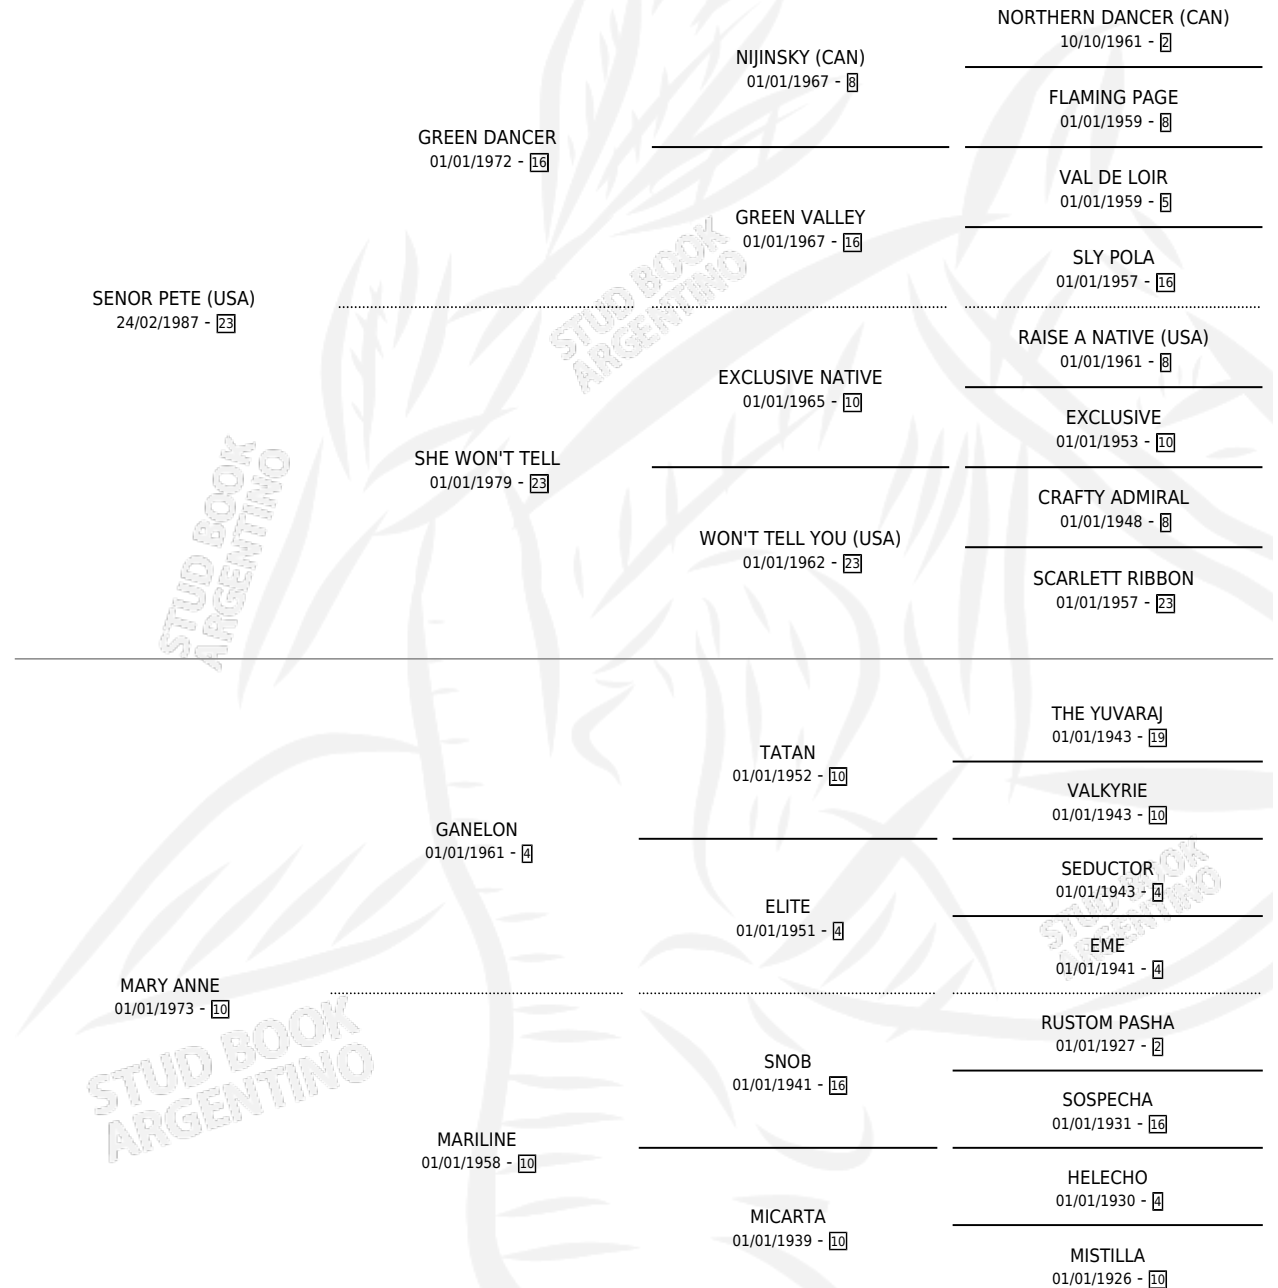 NORTHERN DANCER (CAN)
10/10/1961 - 2
NIJINSKY (CAN)
01/01/1967 - 8
FLAMING PAGE
01/01/1959 - 8
GREEN DANCER
01/01/1972 - 16
VAL DE LOIR
01/01/1959 - 5
GREEN VALLEY
01/01/1967 - 16
SLY POLA
01/01/1957 - 16
SENOR PETE (USA)
24/02/1987 - 23
STUD BOOK
ARGENTINO
RAISE A NATIVE (USA)
01/01/1961 - 8
EXCLUSIVE NATIVE
01/01/1965 - 10
EXCLUSIVE
01/01/1953 - 10
SHE WON'T TELL
01/01/1979 - 23
CRAFTY ADMIRAL
01/01/1948 - 8
WON'T TELL YOU (USA)
01/01/1962 - 23
SCARLETT RIBBON
01/01/1957 - 23
STUD BOOK
ARGENTINO
THE YUVARAJ
01/01/1943 - 19
TATAN
01/01/1952 - 10
VALKYRIE
01/01/1943 - 10
GANELON
01/01/1961 - 4
SEDUCTOR
01/01/1943 - 4
ELITE
01/01/1951 - 4
EME
01/01/1941 - 4
STUD BOOK
ARGENTINO
MARY ANNE
01/01/1973 - 10
RUSTOM PASHA
01/01/1927 - 2
SNOB
01/01/1941 - 16
SOSPECHA
01/01/1931 - 16
STUD BOOK
ARGENTINO
MARILINE
01/01/1958 - 10
HELECHO
01/01/1930 - 4
MICARTA
01/01/1939 - 10
MISTILLA
01/01/1926 - 10